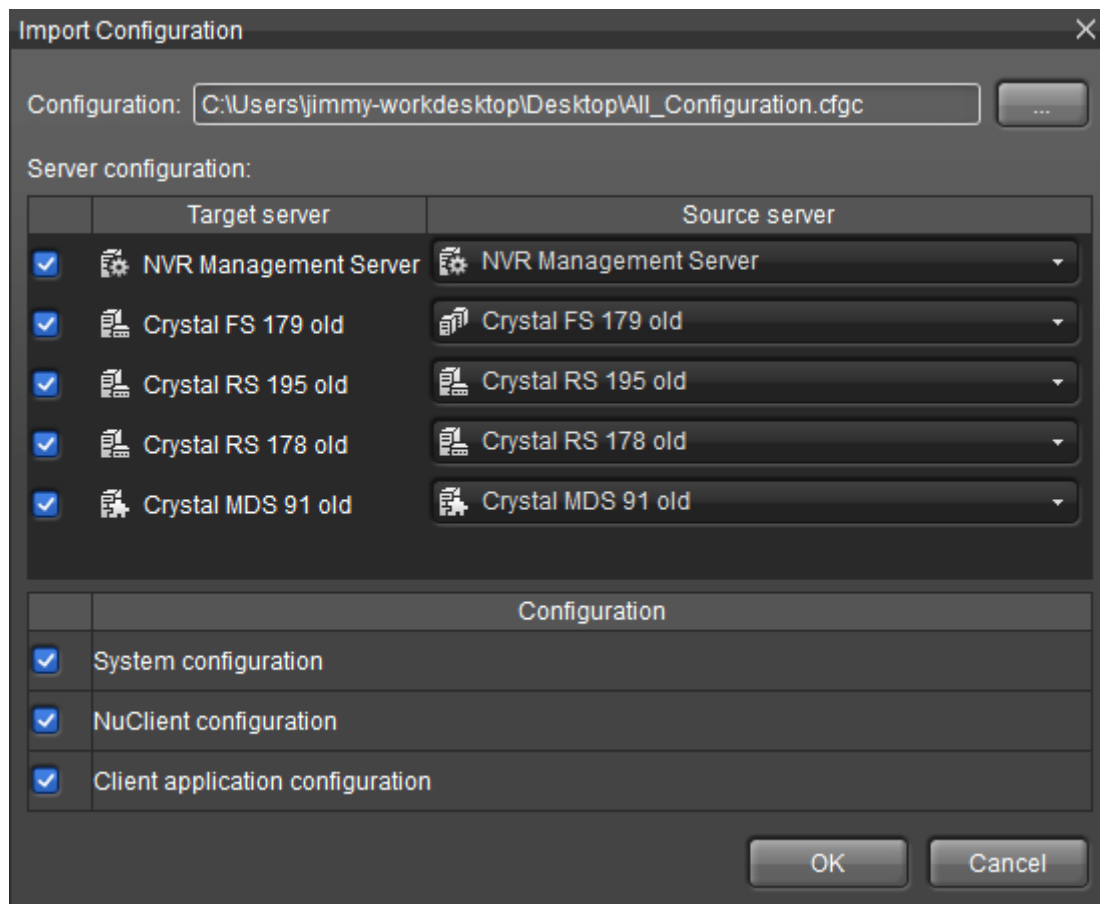 Import Configuration
Configuration: C:\Users\jimmy-workdesktop\Desktop\All_Configuration.cfgc ...
Server configuration:
Target server Source server
NVR Management Server NVR Management Server
Crystal FS 179 old Crystal FS 179 old
Crystal RS 195 old Crystal RS 195 old
Crystal RS 178 old Crystal RS 178 old
Crystal MDS 91 old Crystal MDS 91 old
Configuration
System configuration
NuClient configuration
Client application configuration
OK Cancel